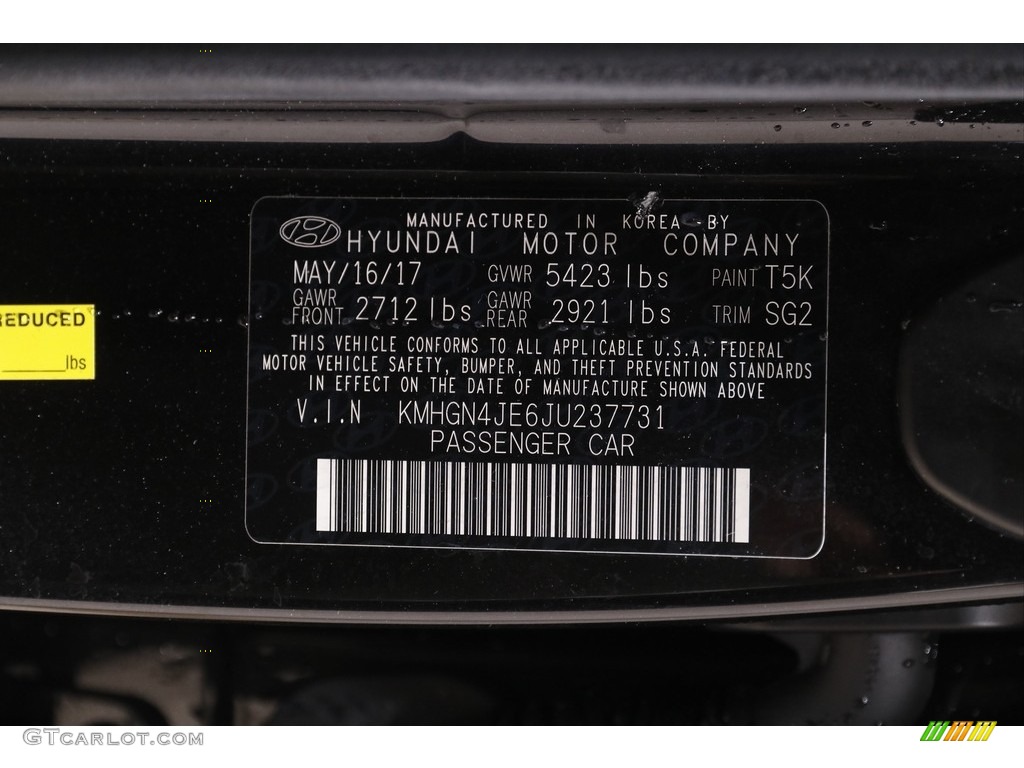 MANUFACTURED IN KOREA BY
HYUNDAI MOTOR COMPANY
MAY/16/17 GVWR 5423 lbs PAINT T5K
GAWR FRONT 2712 lbs GAWR REAR 2921 lbs TRIM SG2
THIS VEHICLE CONFORMS TO ALL APPLICABLE U.S.A. FEDERAL
MOTOR VEHICLE SAFETY, BUMPER, AND THEFT PREVENTION STANDARDS
IN EFFECT ON THE DATE OF MANUFACTURE SHOWN ABOVE
V.I.N KMHGN4JE6JU237731
PASSENGER CAR
REDUCED
______lbs
GTCARLOT.COM